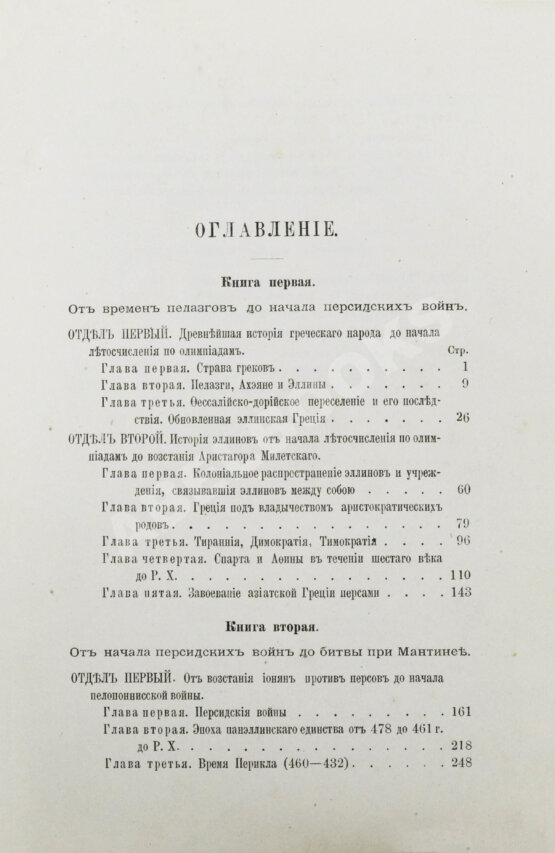 ОГЛАВЛЕНІЕ.
Книга первая.
Отъ временъ пелазговъ до начала персидскихъ войнъ.
ОТДѢЛЪ ПЕРВЫЙ. Древнѣйшая исторія греческаго народа до начала
лѣтосчисленія по олимпіадамъ. Стр.
Глава первая. Страна грековъ . . . . . . . . . . 1
Глава вторая. Пелазги, Ахэяне и Эллины . . . . . . . 9
Глава третья. Ѳессалійско-дорійское переселеніе и его послѣд-
ствія. Обновленная эллинская Греція . . . . . . . 26
ОТДѢЛЪ ВТОРОЙ. Исторія эллиновъ отъ начала лѣтосчисленія по олим-
піадамъ до возстанія Аристагора Милетскаго.
Глава первая. Колоніальное распространеніе эллиновъ и учреж-
денія, связывавшія эллиновъ между собою . . . . . 60
Глава вторая. Греція подъ владычествомъ аристократическихъ
родовъ . . . . . . . . . . . . . . . . . 79
Глава третья. Тираннія, Димократія, Тимократія . . . . 96
Глава четвертая. Спарта и Аѳины въ теченіи шестаго вѣка
до Р. Х. . . . . . . . . . . . . . . . . 110
Глава пятая. Завоеваніе азіатской Греціи персами . . . . 143
Книга вторая.
Отъ начала персидскихъ войнъ до битвы при Мантинеѣ.
ОТДѢЛЪ ПЕРВЫЙ. Отъ возстанія іонянъ противъ персовъ до начала
пелопоннисской войны.
Глава первая. Персидскія войны . . . . . . . . . . 161
Глава вторая. Эпоха панэллинскаго единства отъ 478 до 461 г.
до Р. Х. . . . . . . . . . . . . . . . . 218
Глава третья. Время Перикла (460—432) . . . . . . 248